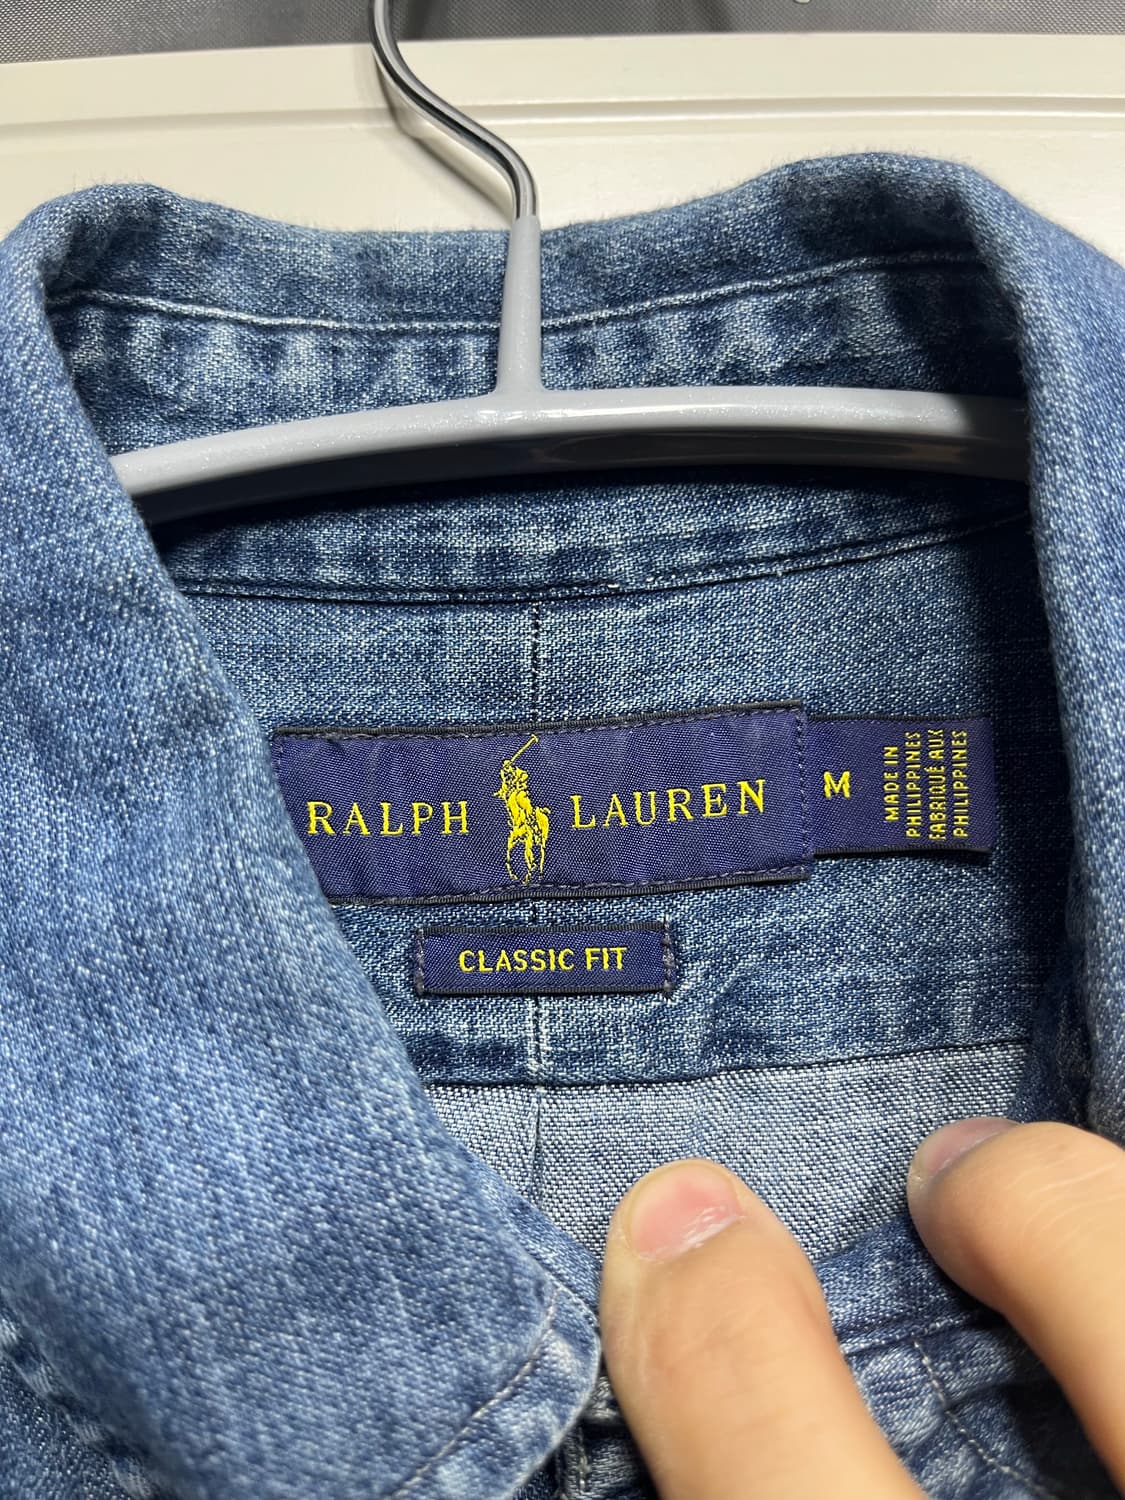 RALPH LAUREN
M
MADE IN
PHILIPPINES
FABRIQUÉ AUX
PHILIPPINES
CLASSIC FIT